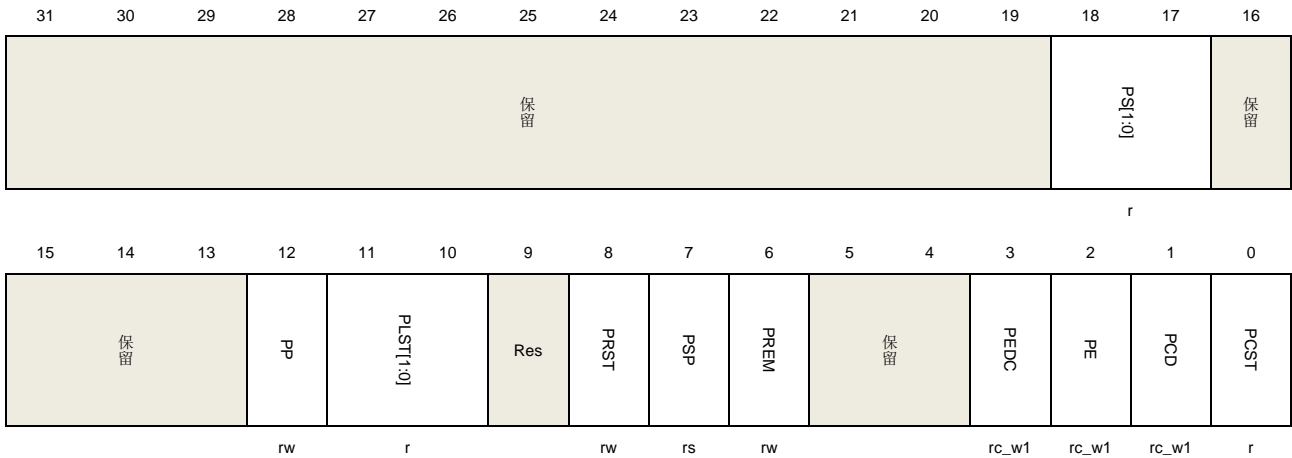 31 30 29 28 27 26 25 24 23 22 21 20 19 18 17 16
保留 PS[1:0] 保留
r
15 14 13 12 11 10 9 8 7 6 5 4 3 2 1 0
保留 PP PLST[1:0] Res PRST PSP PREM 保留 PEDC PE PCD PCST
rw r rw rs rw rc_w1 rc_w1 rc_w1 r